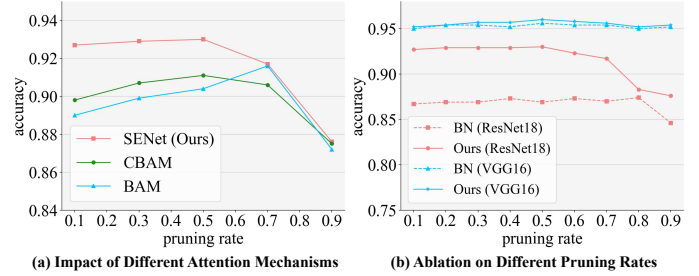 0.94
0.92
0.90
0.88
0.86
0.84
accuracy
SENet (Ours)
CBAM
BAM
0.1 0.3 0.5 0.7 0.9
pruning rate
(a) Impact of Different Attention Mechanisms
0.95
0.90
0.85
0.80
0.75
accuracy
BN (ResNet18)
Ours (ResNet18)
BN (VGG16)
Ours (VGG16)
0.1 0.2 0.3 0.4 0.5 0.6 0.7 0.8 0.9
pruning rate
(b) Ablation on Different Pruning Rates